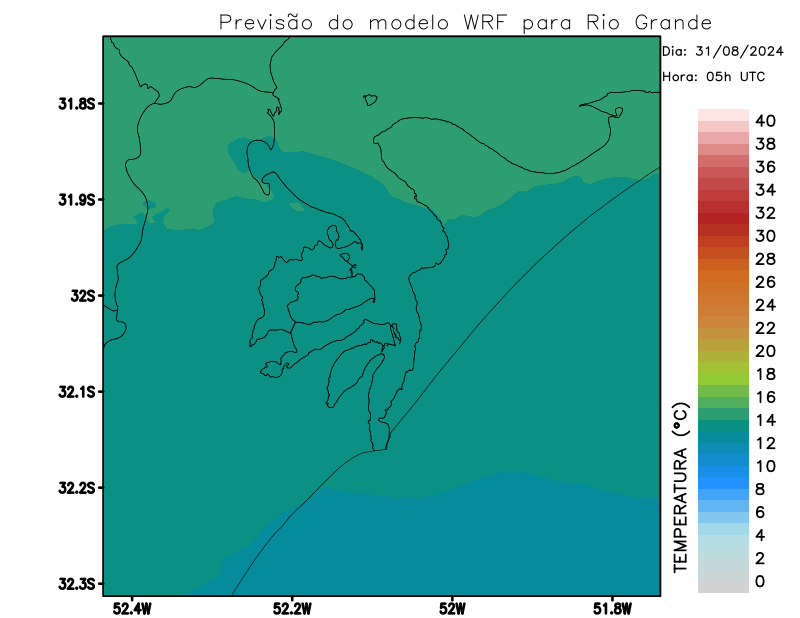 Previsão do modelo WRF para Rio Grande
Dia: 31/08/2024
Hora: 05h UTC
31.8S
31.9S
32S
32.1S
32.2S
32.3S
52.4W 52.2W 52W 51.8W
TEMPERATURA (°C)
40
38
36
34
32
30
28
26
24
22
20
18
16
14
12
10
8
6
4
2
0